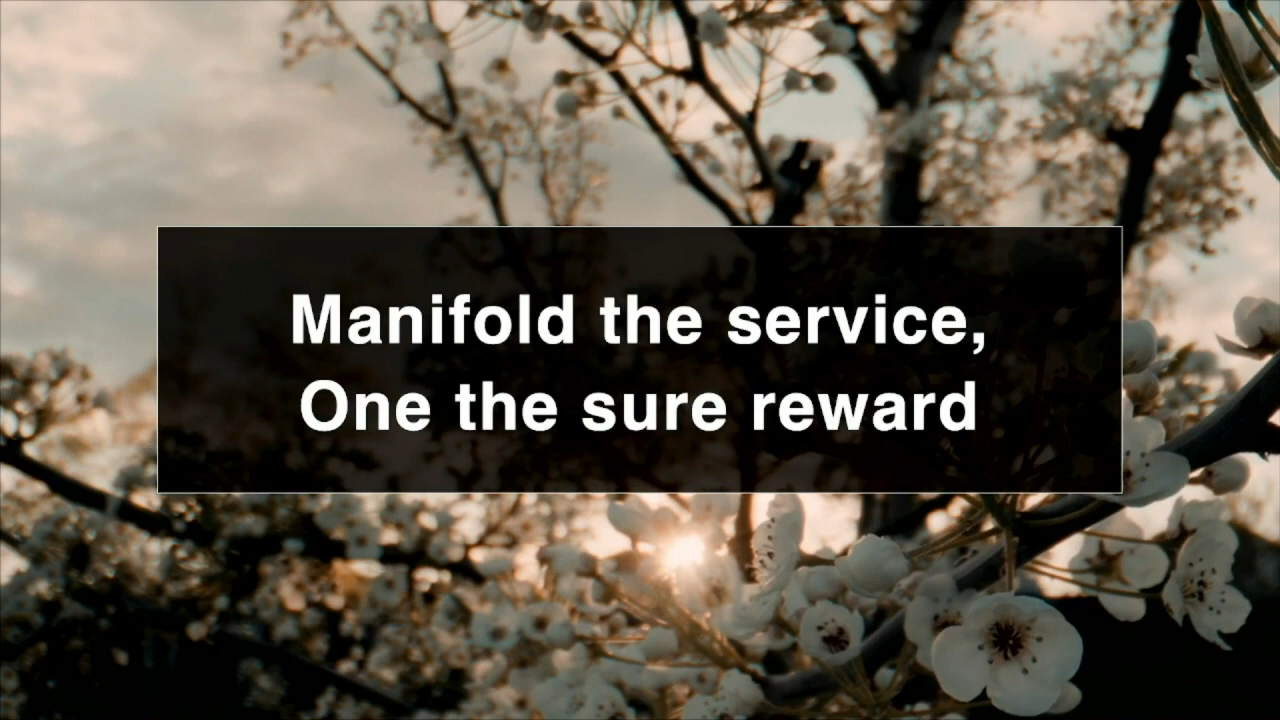 Manifold the service,
One the sure reward